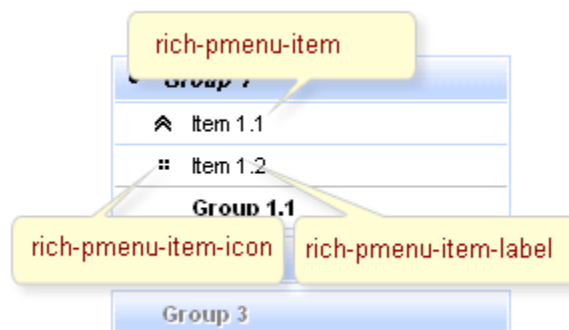 rich-pmenu-item
Group 1
Item 1.1
Item 1.2
Group 1.1
rich-pmenu-item-icon
rich-pmenu-item-label
Group 3